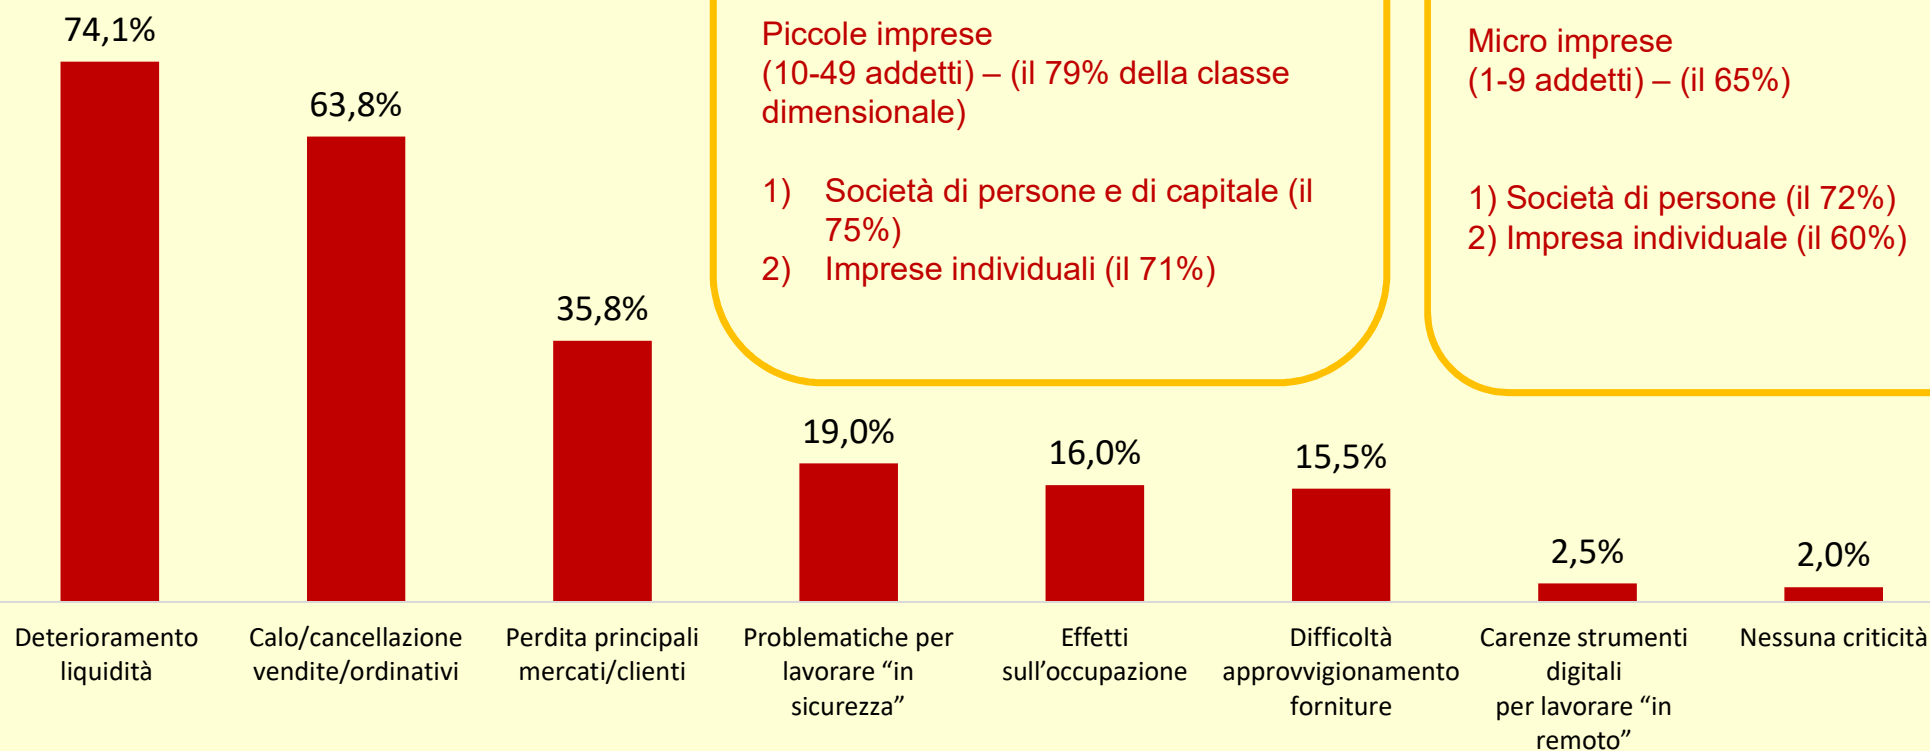 74,1%
63,8%
35,8%
19,0%
16,0%
15,5%
2,5%
2,0%
Piccole imprese
(10-49 addetti) – (il 79% della classe
dimensionale)
1) Società di persone e di capitale (il
75%)
2) Imprese individuali (il 71%)
Micro imprese
(1-9 addetti) – (il 65%)
1) Società di persone (il 72%)
2) Impresa individuale (il 60%)
Deterioramento
liquidità
Calo/cancellazione
vendite/ordinativi
Perdita principali
mercati/clienti
Problematiche per
lavorare “in
sicurezza”
Effetti
sull’occupazione
Difficoltà
approvvigionamento
forniture
Carenze strumenti
digitali
per lavorare “in
remoto”
Nessuna criticità